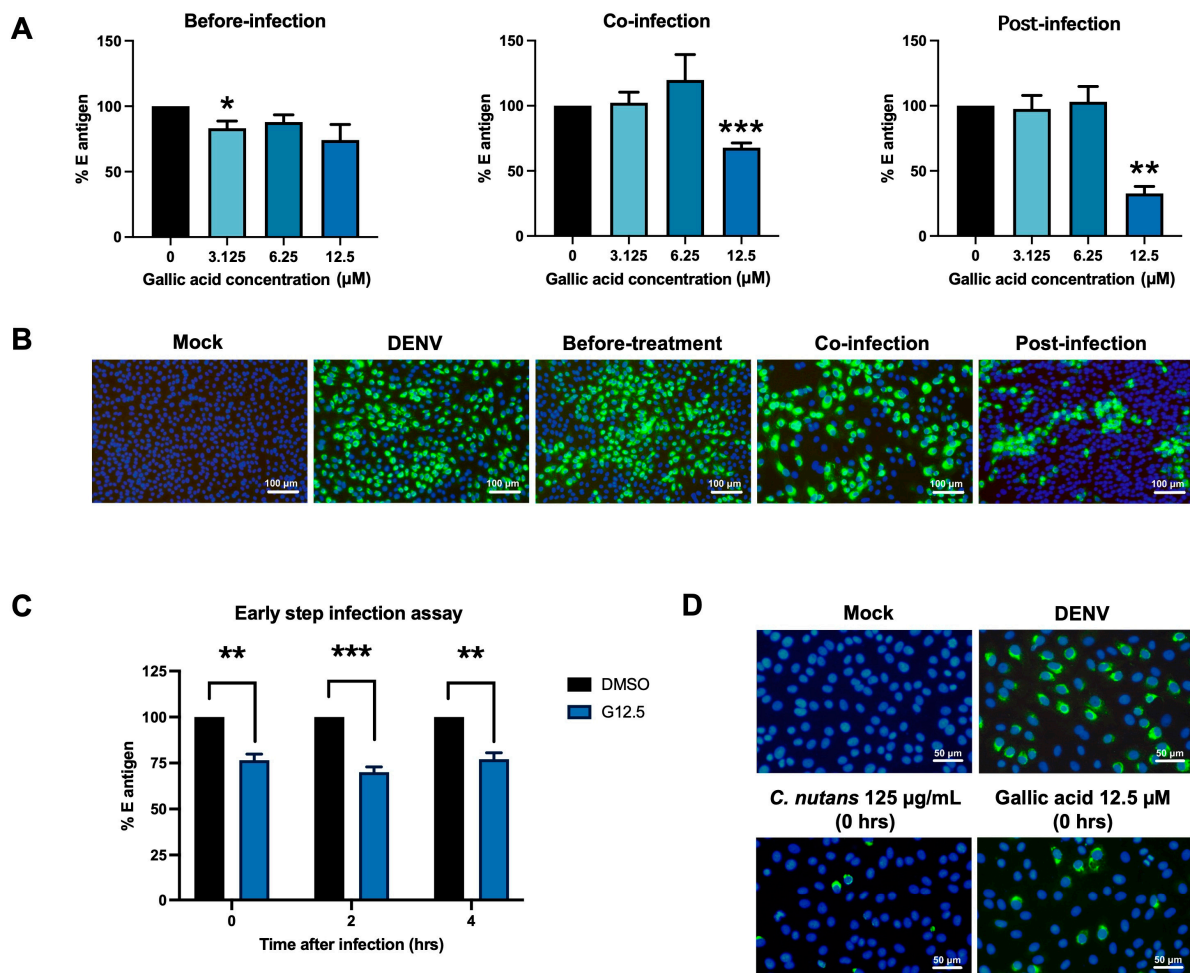 A
Before-infection
Co-infection
Post-infection
150
100
50
0
% E antigen
*
0 3.125 6.25 12.5
Gallic acid concentration (µM)
150
100
50
0
% E antigen
***
0 3.125 6.25 12.5
Gallic acid concentration (µM)
150
100
50
0
% E antigen
**
0 3.125 6.25 12.5
Gallic acid concentration (µM)
B
Mock
DENV
Before-treatment
Co-infection
Post-infection
100 µm
100 µm
100 µm
100 µm
100 µm
C
Early step infection assay
125
100
75
50
25
0
% E antigen
** *** **
0 2 4
Time after infection (hrs)
DMSO
G12.5
D
Mock
DENV
50 µm
50 µm
C. nutans 125 µg/mL
(0 hrs)
Gallic acid 12.5 µM
(0 hrs)
50 µm
50 µm